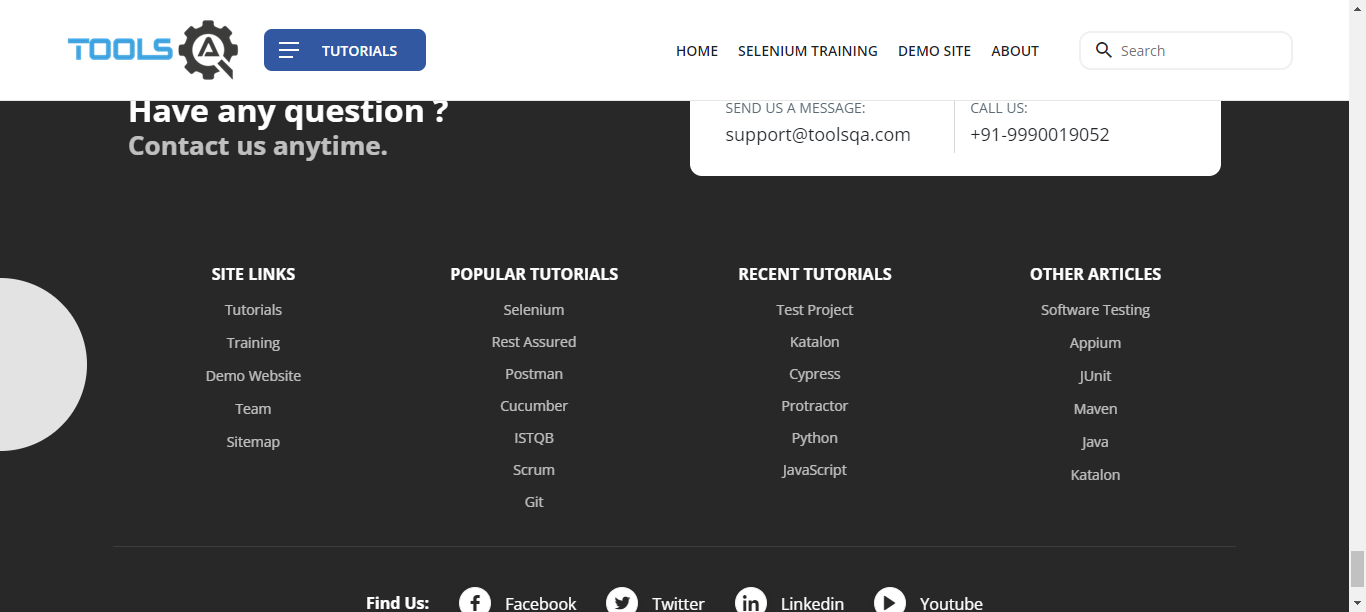 TOOLS QA
TUTORIALS
HOME
SELENIUM TRAINING
DEMO SITE
ABOUT
Search
Have any question ?
Contact us anytime.
SEND US A MESSAGE:
support@toolsqa.com
CALL US:
+91-9990019052
SITE LINKS
Tutorials
Training
Demo Website
Team
Sitemap
POPULAR TUTORIALS
Selenium
Rest Assured
Postman
Cucumber
ISTQB
Scrum
Git
RECENT TUTORIALS
Test Project
Katalon
Cypress
Protractor
Python
JavaScript
OTHER ARTICLES
Software Testing
Appium
JUnit
Maven
Java
Katalon
Find Us:
Facebook
Twitter
Linkedin
Youtube